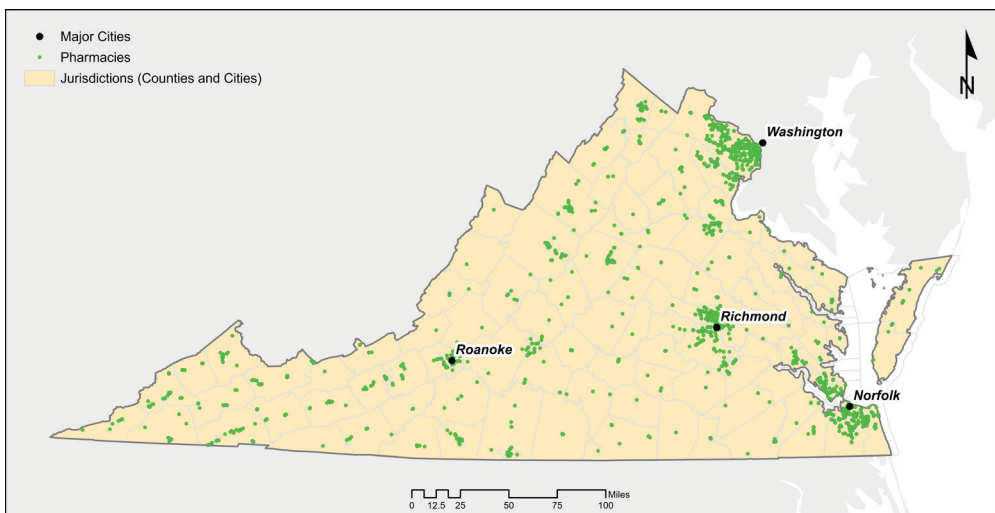 Major Cities
Pharmacies
Jurisdictions (Counties and Cities)
N
Washington
Richmond
Roanoke
Norfolk
Miles
0 12.5 25 50 75 100